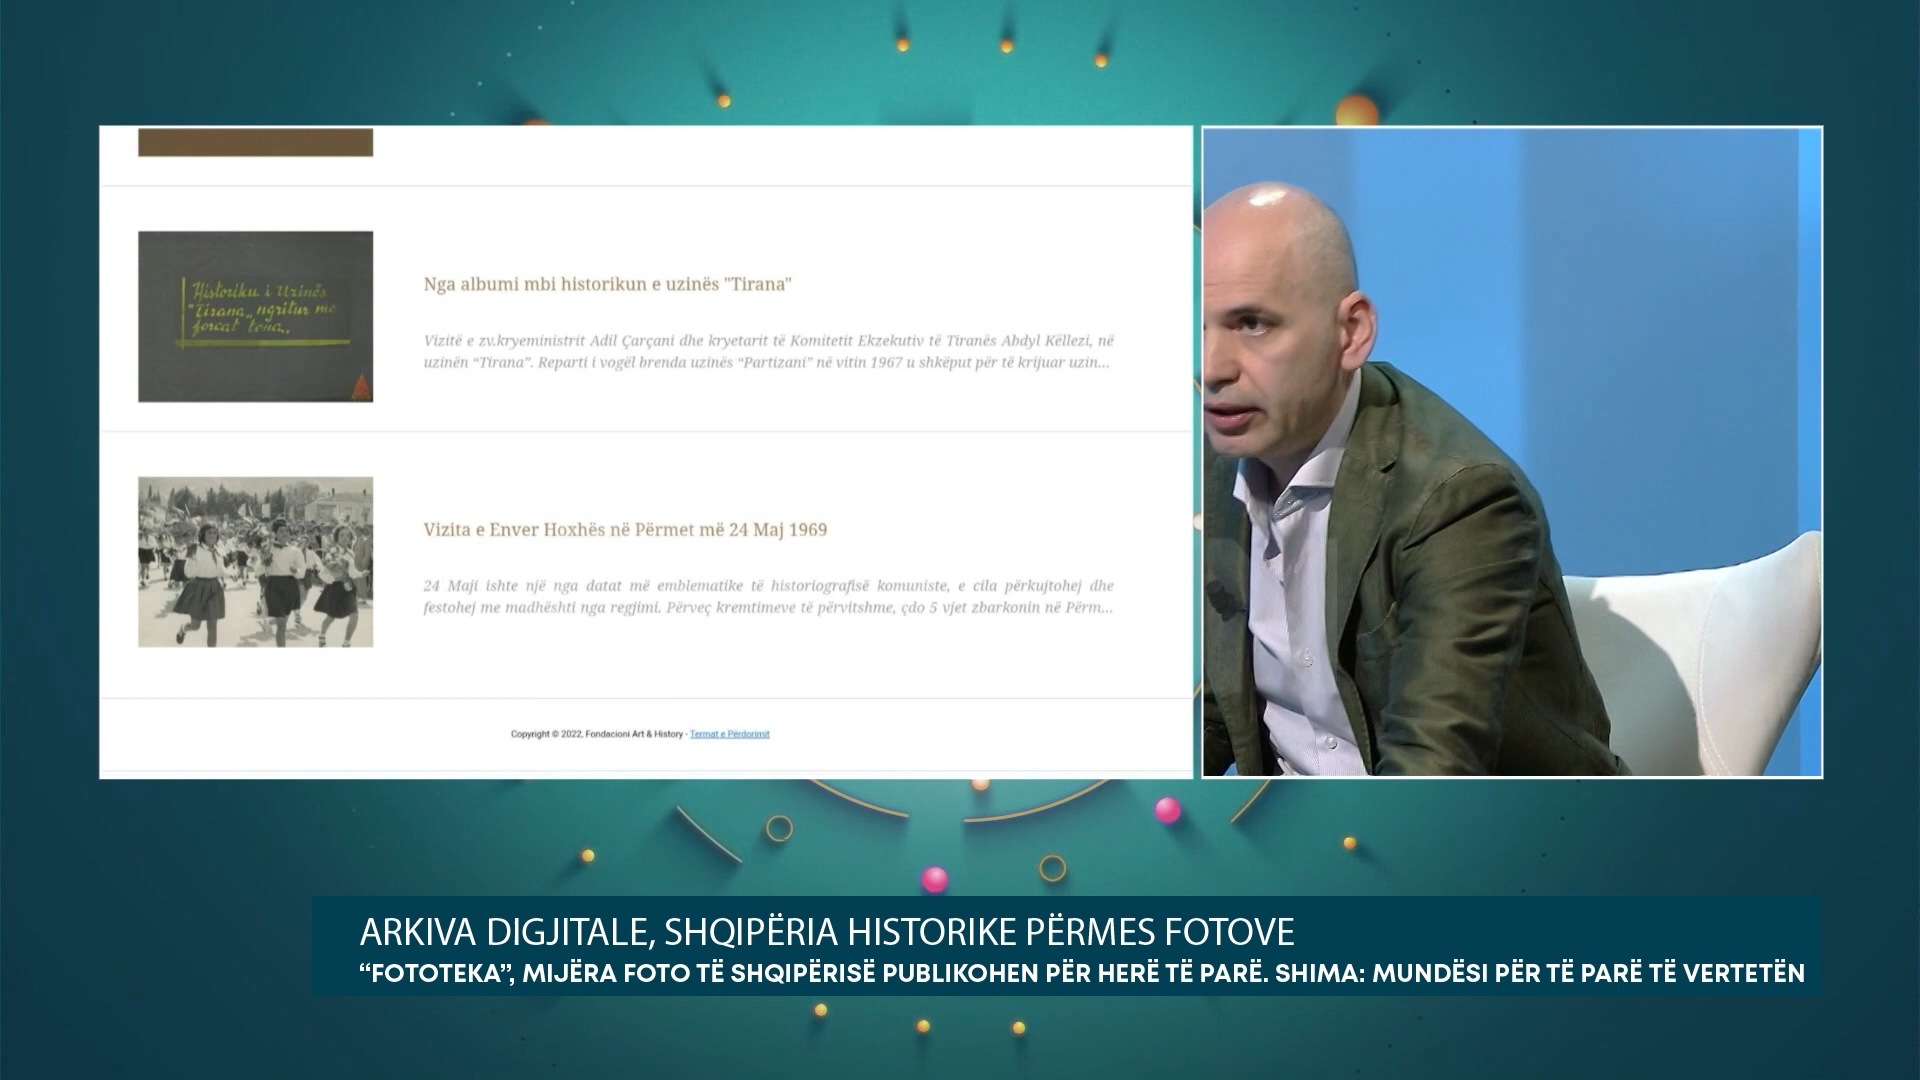 Historiku i Uzinës
"Tirana„ ngritur me
forcat tona.
Nga albumi mbi historikun e uzinës "Tirana"
Vizitë e zv.kryeministrit Adil Çarçani dhe kryetarit të Komitetit Ekzekutiv të Tiranës Abdyl Këllezi, në
uzinën “Tirana”. Reparti i vogël brenda uzinës “Partizani” në vitin 1967 u shkëput për të krijuar uzin...
Vizita e Enver Hoxhës në Përmet më 24 Maj 1969
24 Maji ishte një nga datat më emblematike të historiografisë komuniste, e cila përkujtohej dhe
festohej me madhështi nga regjimi. Përveç kremtimeve të përvitshme, çdo 5 vjet zbarkonin në Përm...
Copyright © 2022, Fondacioni Art & History - Termat e Përdorimit
ARKIVA DIGJITALE, SHQIPËRIA HISTORIKE PËRMES FOTOVE
“FOTOTEKA”, MIJËRA FOTO TË SHQIPËRISË PUBLIKOHEN PËR HERË TË PARË. SHIMA: MUNDËSI PËR TË PARË TË VERTETËN